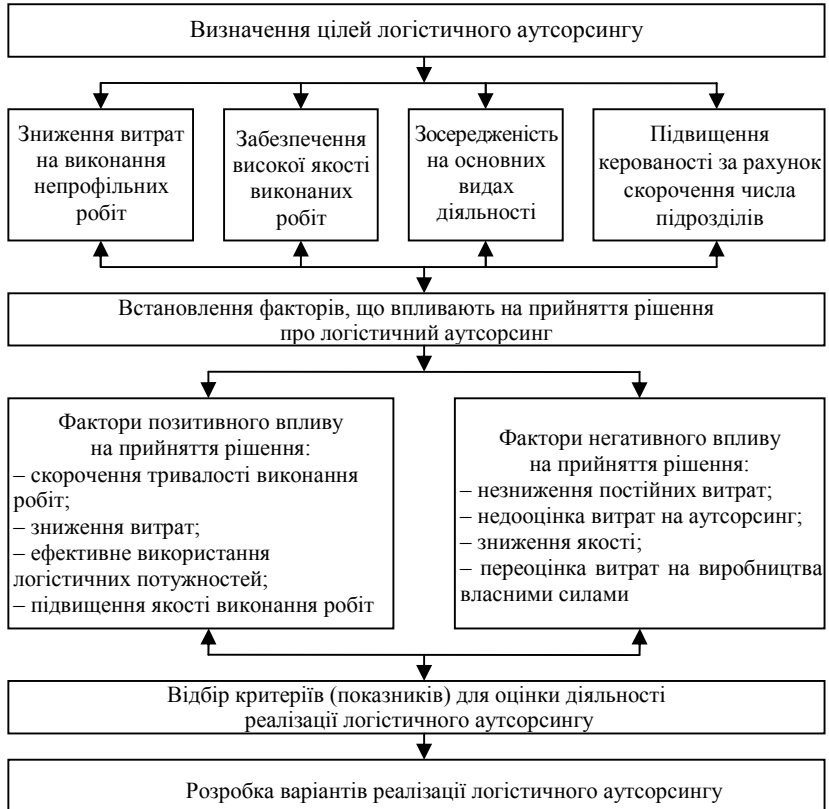 Визначення цілей логістичного аутсорсингу
Зниження витрат
на виконання
непрофільних
робіт
Забезпечення
високої якості
виконаних
робіт
Зосередженість
на основних
видах
діяльності
Підвищення
керованості за рахунок
скорочення числа
підрозділів
Встановлення факторів, що впливають на прийняття рішення
про логістичний аутсорсинг
Фактори позитивного впливу
на прийняття рішення:
– скорочення тривалості виконання
робіт;
– зниження витрат;
– ефективне використання
логістичних потужностей;
– підвищення якості виконання робіт
Фактори негативного впливу
на прийняття рішення:
– незниження постійних витрат;
– недооцінка витрат на аутсорсинг;
– зниження якості;
– переоцінка витрат на виробництва
власними силами
Відбір критеріїв (показників) для оцінки діяльності
реалізації логістичного аутсорсингу
Розробка варіантів реалізації логістичного аутсорсингу